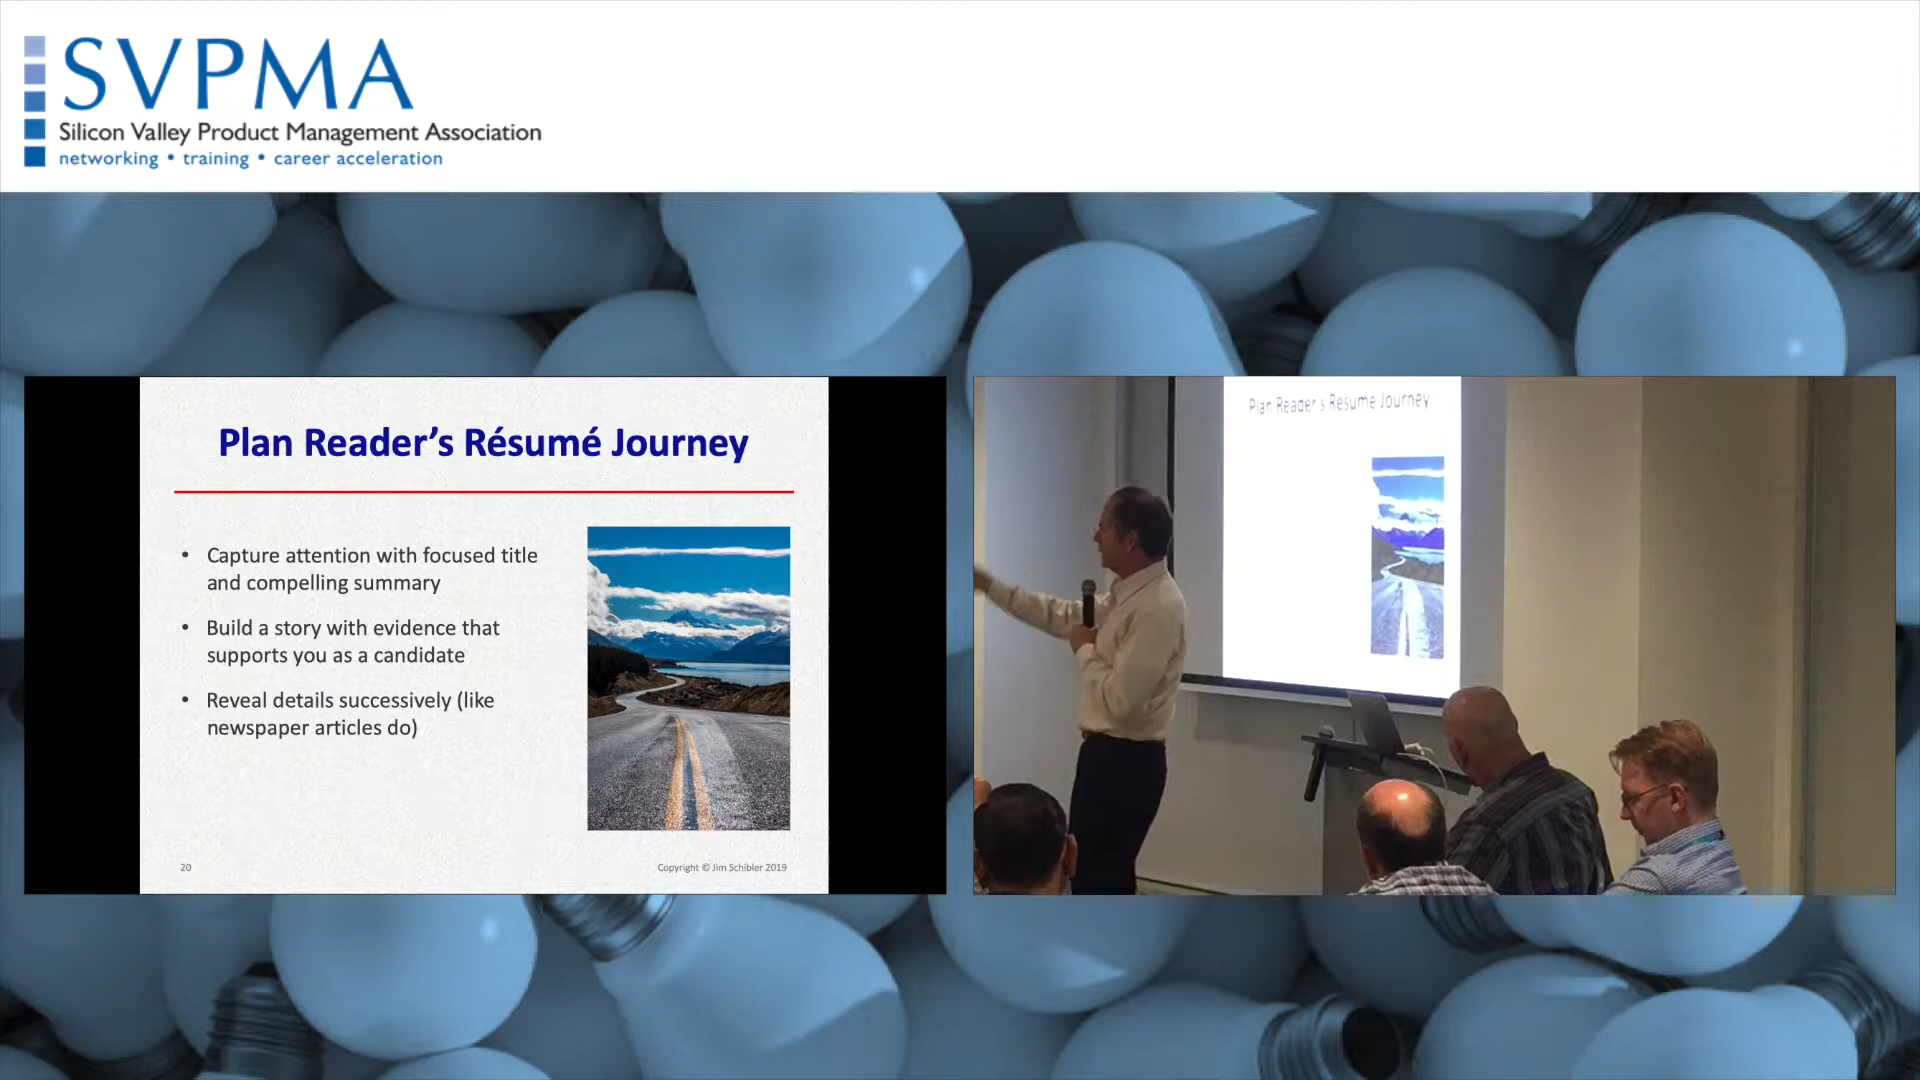 SVPMA
Silicon Valley Product Management Association
networking • training • career acceleration
Plan Reader's Résumé Journey
• Capture attention with focused title
and compelling summary
• Build a story with evidence that
supports you as a candidate
• Reveal details successively (like
newspaper articles do)
20
Copyright © Jim Schibler 2019
Plan Reader's Resume Journey